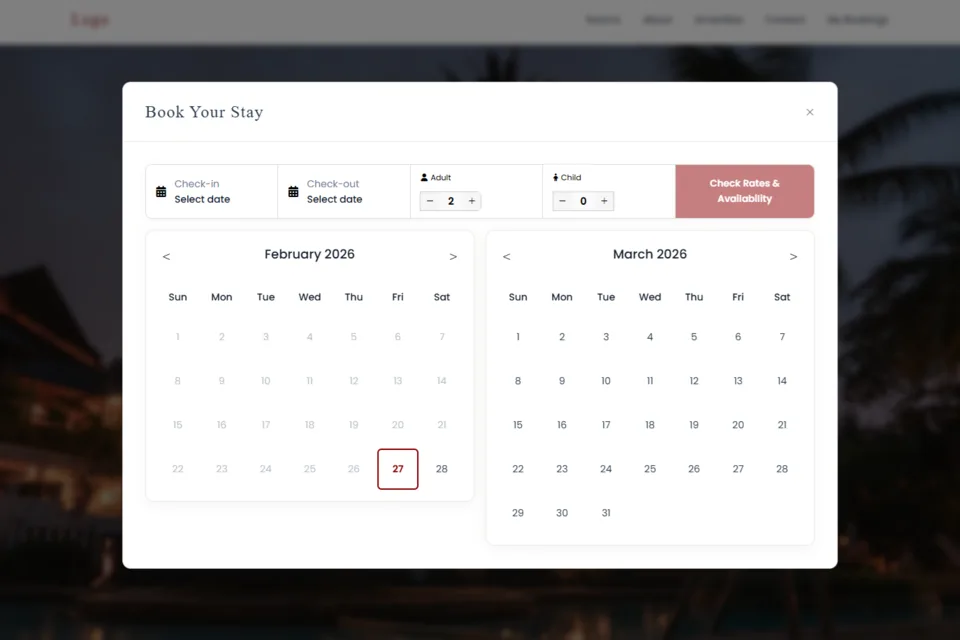 Logo
Rooms About Amenities Contact My Bookings
Book Your Stay ×
Check-in
Select date
Check-out
Select date
Adult
− 2 +
Child
− 0 +
Check Rates &
Availability
< February 2026 >
Sun Mon Tue Wed Thu Fri Sat
1 2 3 4 5 6 7
8 9 10 11 12 13 14
15 16 17 18 19 20 21
22 23 24 25 26 27 28
< March 2026 >
Sun Mon Tue Wed Thu Fri Sat
1 2 3 4 5 6 7
8 9 10 11 12 13 14
15 16 17 18 19 20 21
22 23 24 25 26 27 28
29 30 31